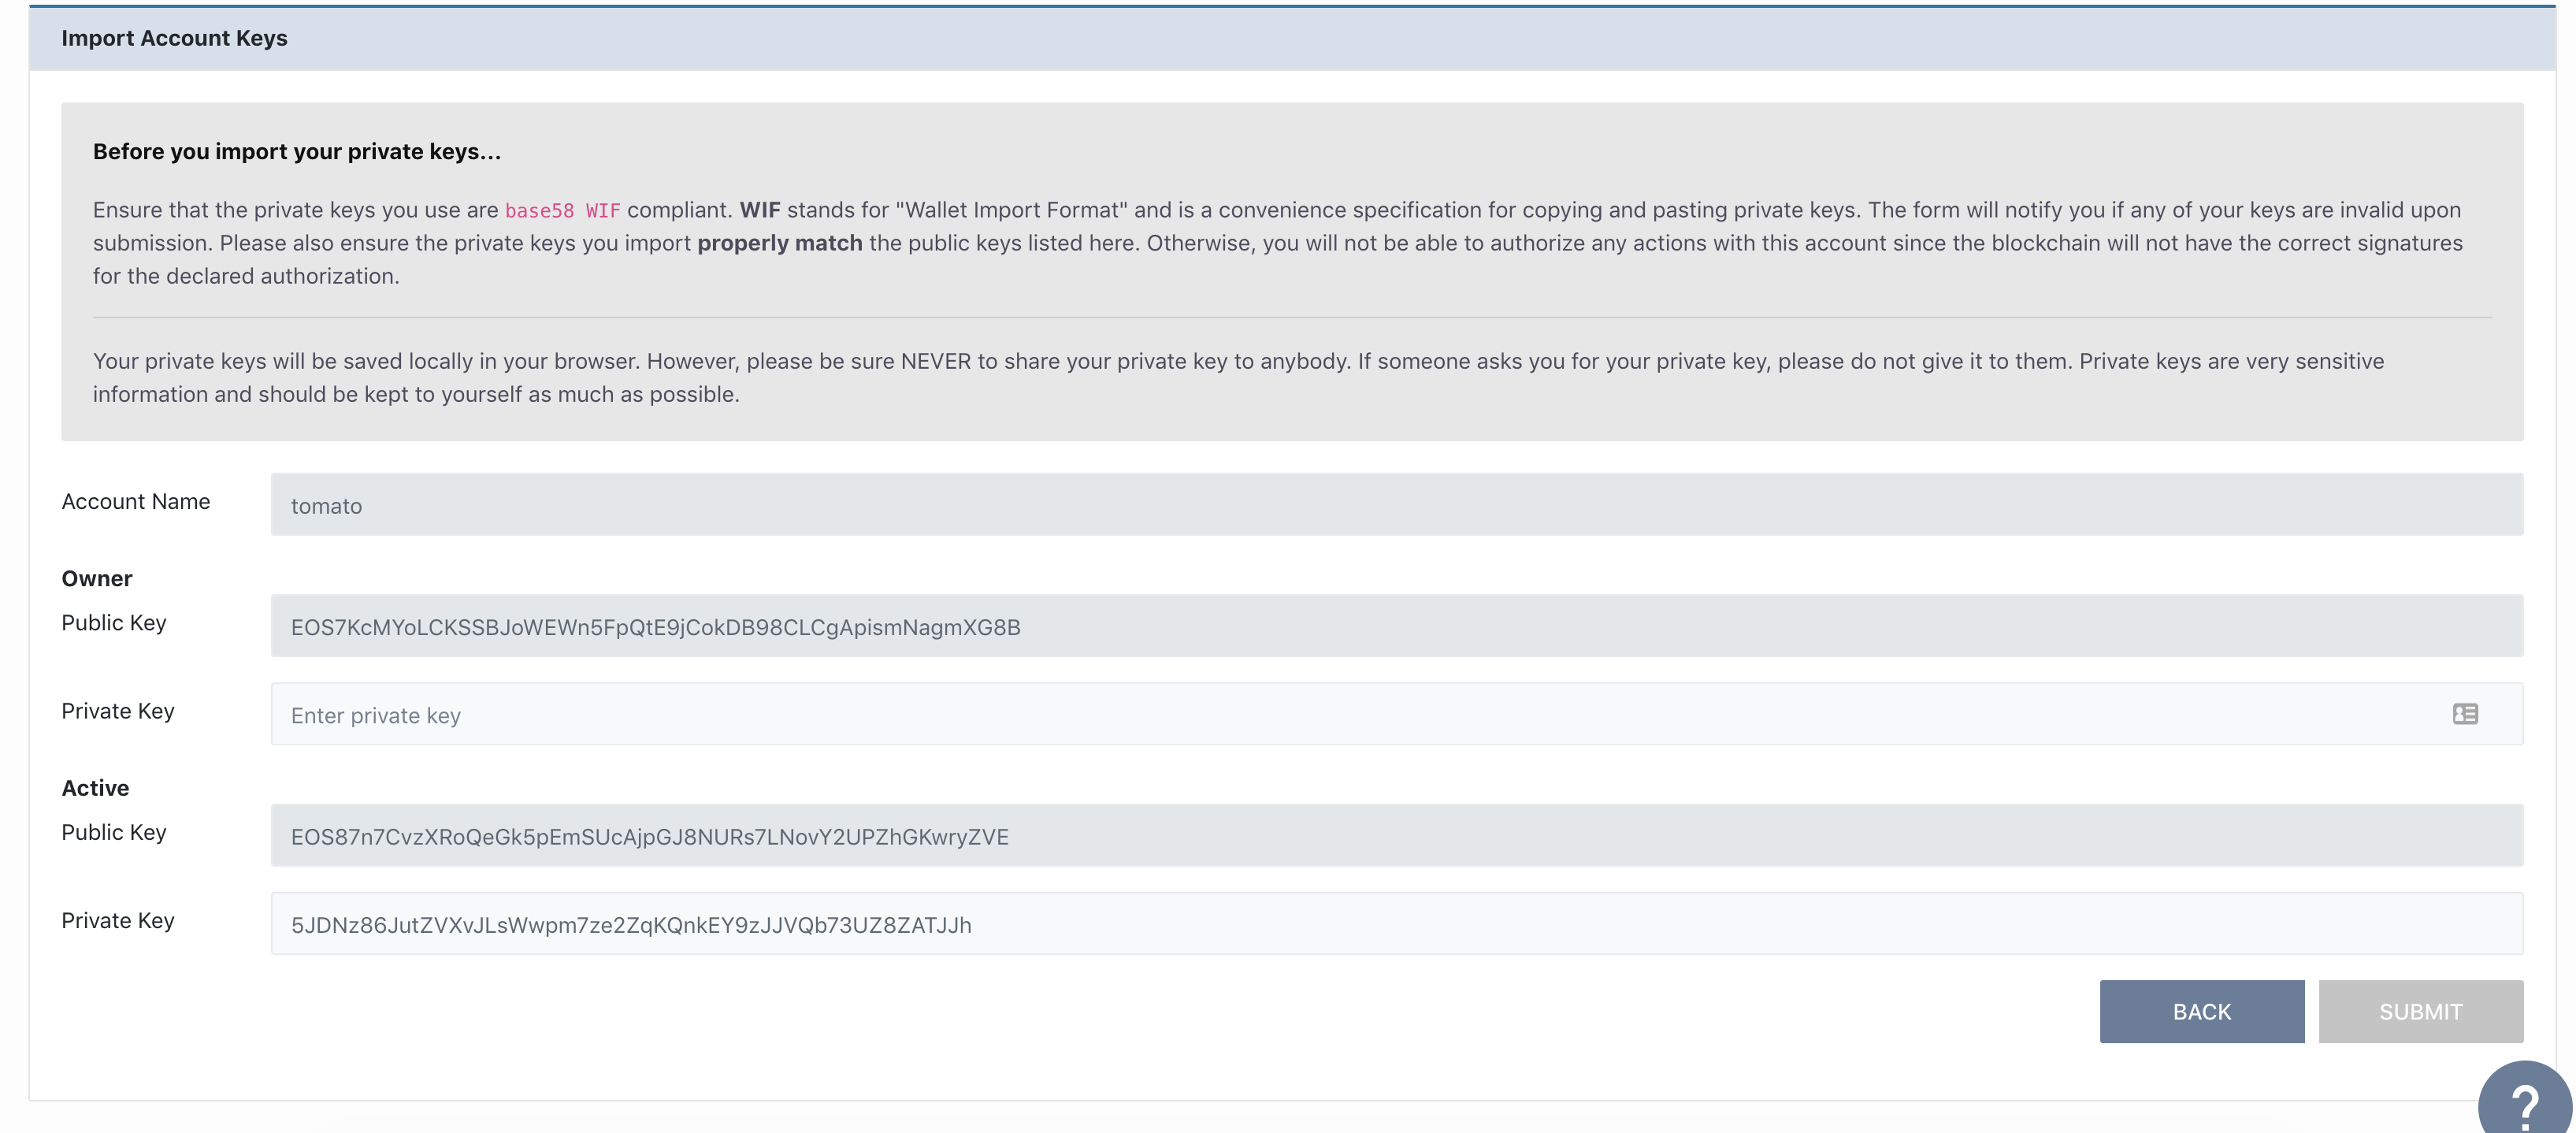 Import Account Keys
Before you import your private keys...
Ensure that the private keys you use are base58 WIF compliant. WIF stands for "Wallet Import Format" and is a convenience specification for copying and pasting private keys. The form will notify you if any of your keys are invalid upon
submission. Please also ensure the private keys you import properly match the public keys listed here. Otherwise, you will not be able to authorize any actions with this account since the blockchain will not have the correct signatures
for the declared authorization.
Your private keys will be saved locally in your browser. However, please be sure NEVER to share your private key to anybody. If someone asks you for your private key, please do not give it to them. Private keys are very sensitive
information and should be kept to yourself as much as possible.
Account Name tomato
Owner
Public Key EOS7KcMYoLCKSSBJoWEWn5FpQtE9jCokDB98CLCgApismNagmXG8B
Private Key Enter private key
Active
Public Key EOS87n7CvzXRoQeGk5pEmSUcAjpGJ8NURs7LNovY2UPZhGKwryZVE
Private Key 5JDNz86JutZVXvJLsWwpm7ze2ZqKQnkEY9zJJVQb73UZ8ZATJJh
BACK SUBMIT
?